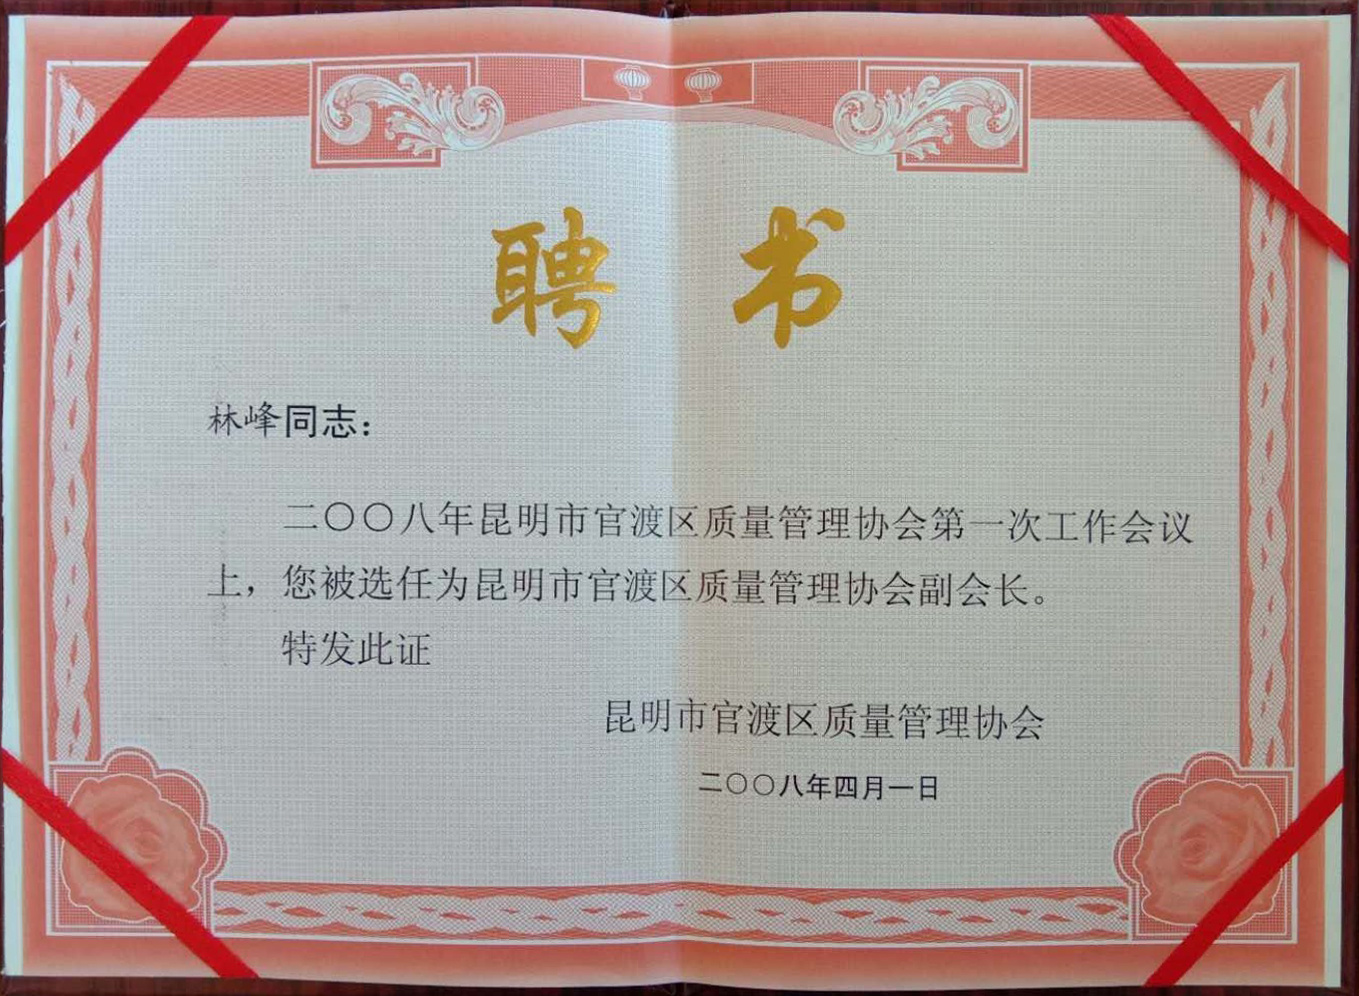 聘书
林峰同志：
二〇〇八年昆明市官渡区质量管理协会第一次工作会议
上，您被选任为昆明市官渡区质量管理协会副会长。
特发此证
昆明市官渡区质量管理协会
二〇〇八年四月一日